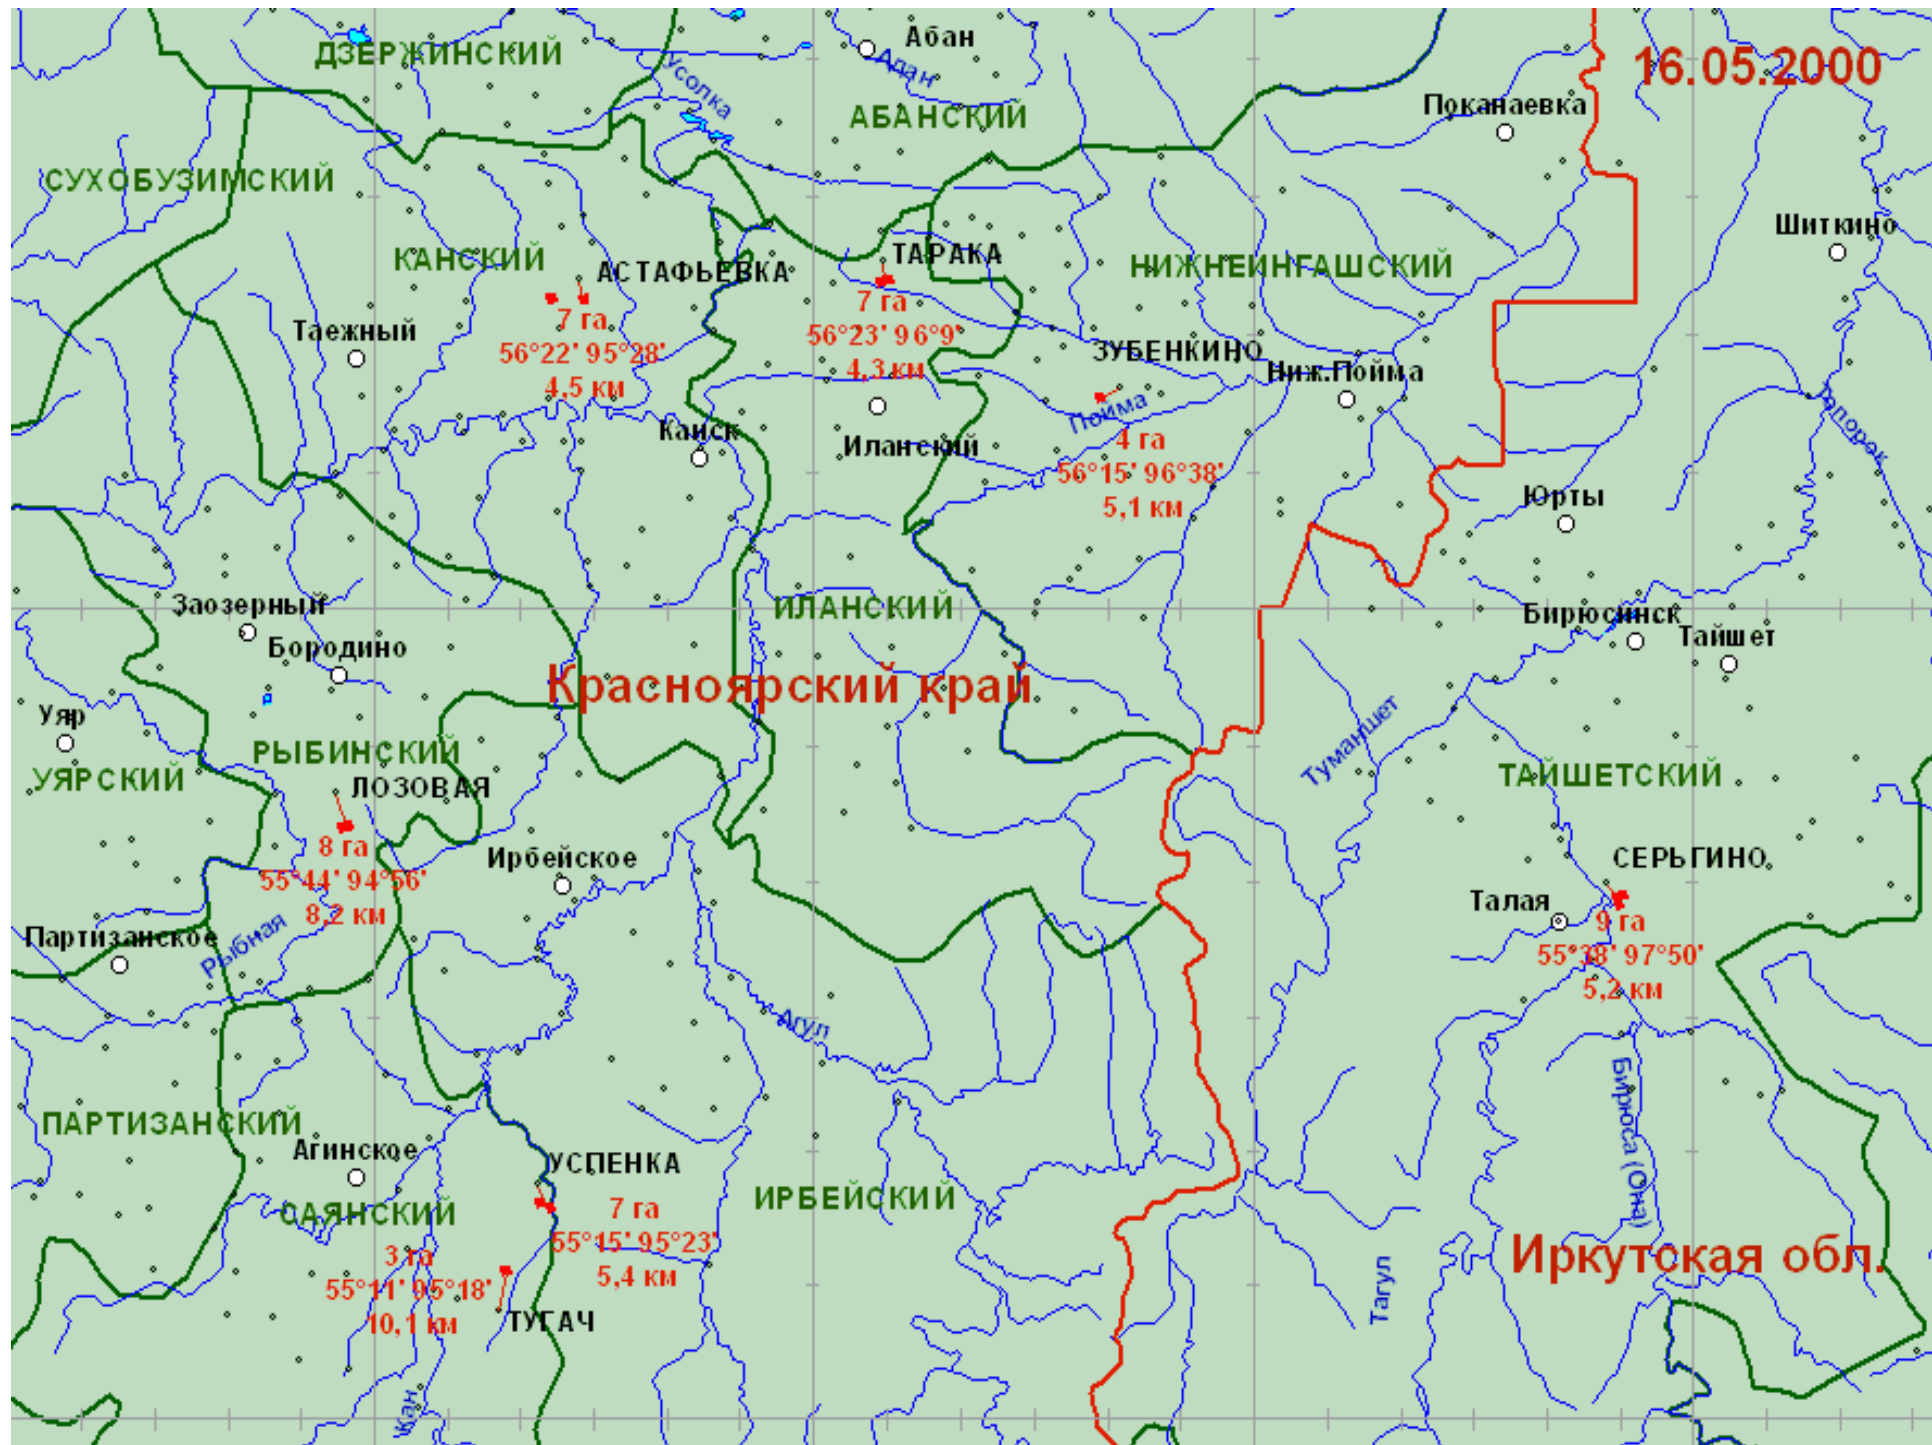 Абан
ДЗЕРЖИНСКИЙ
16.05.2000
Адан
Усолка
Поканаевка
АБАНСКИЙ
СУХОБУЗИМСКИЙ
Шиткино
КАНСКИЙ
ТАРАКА
НИЖНЕИНГАШСКИЙ
АСТАФЬЕВКА
7 га
56°22' 95°28'
4,5 км
7 га
56°23' 96°9'
4,3 км
Таежный
ЗУБЕНКИНО
Ниж.Пойма
Пойма
4 га
56°15' 96°38'
5,1 км
Топорок
Канск
Иланский
Юрты
Заозерный
ИЛАНСКИЙ
Бирюсинск
Тайшет
Бородино
Красноярский край
Уяр
Туманшет
РЫБИНСКИЙ
УЯРСКИЙ
ТАЙШЕТСКИЙ
ЛОЗОВАЯ
8 га
55°44' 94°56'
8,2 км
Ирбейское
СЕРЬГИНО
Талая
9 га
55°38' 97°50'
5,2 км
Партизанское
Рыбная
Агул
Бирюса (Она)
ПАРТИЗАНСКИЙ
Агинское
УСПЕНКА
7 га
55°15' 95°23'
5,4 км
ИРБЕЙСКИЙ
САЯНСКИЙ
3 га
55°11' 95°18'
10,1 км
ТУГАЧ
Иркутская обл.
Тагул
Кан